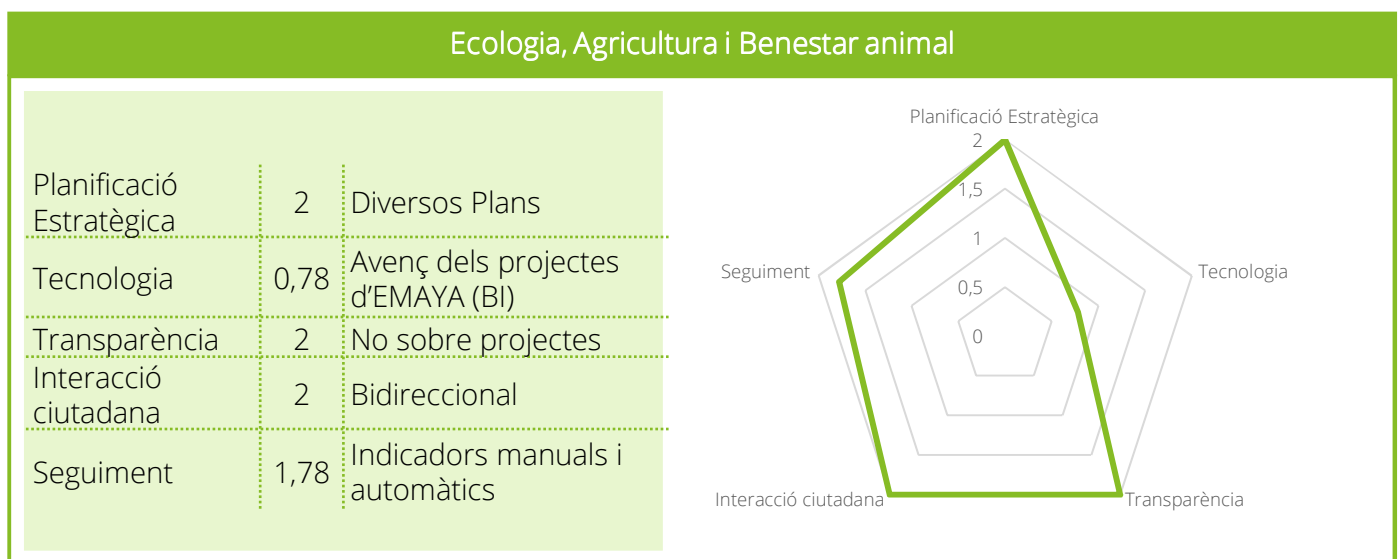 Ecologia, Agricultura i Benestar animal
Planificació
Estratègica
2
Diversos Plans
Tecnologia
0,78
Avenç dels projectes
d'EMAYA (BI)
Transparència
2
No sobre projectes
Interacció
ciutadana
2
Bidireccional
Seguiment
1,78
Indicadors manuals i
automàtics
Planificació Estratègica
2
1,5
1
0,5
0
Seguiment
Tecnologia
Interacció ciutadana
Transparència